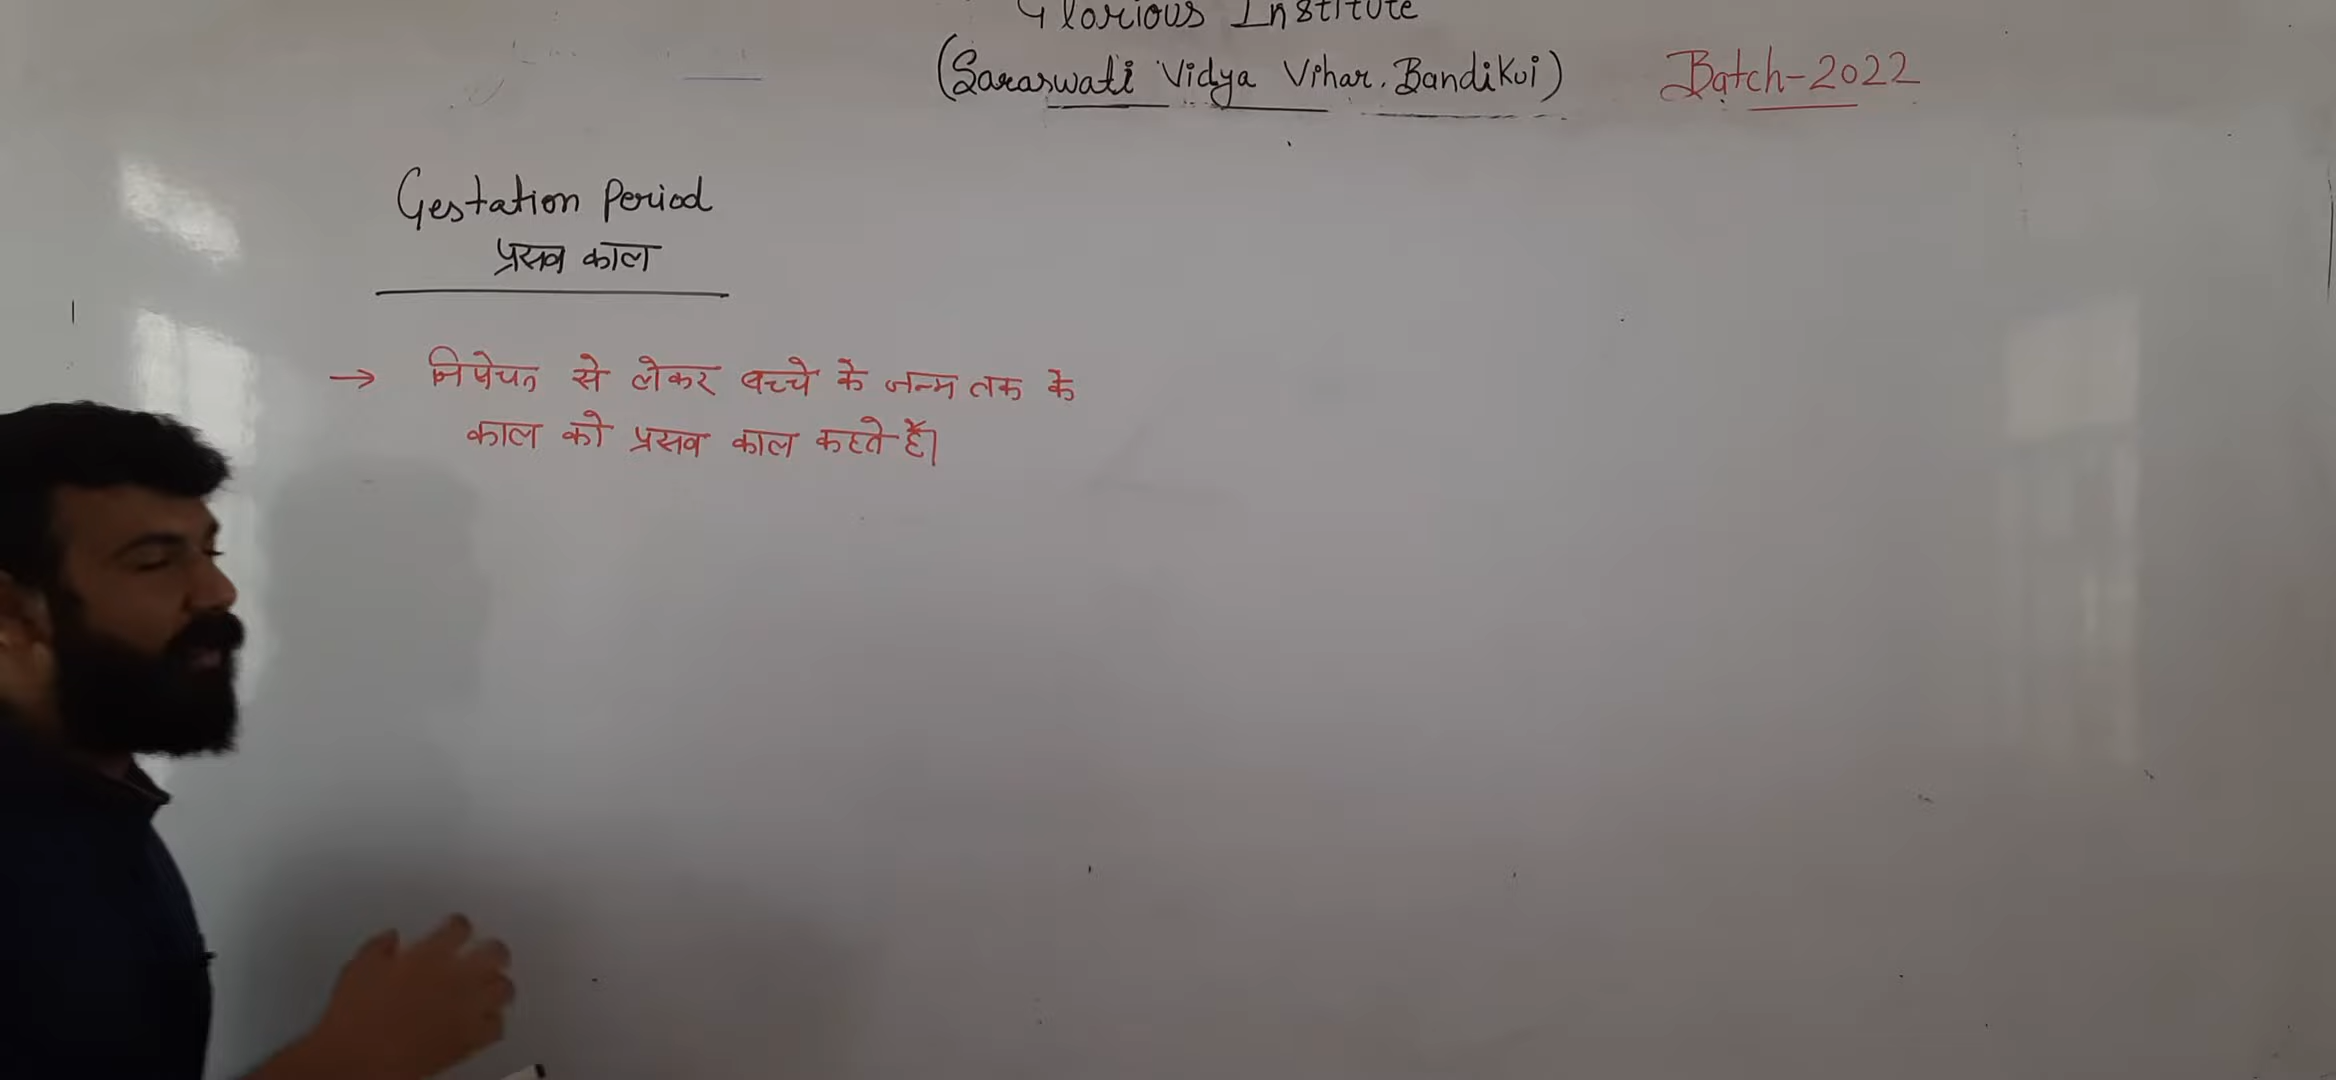 Glorious Institute
(Saraswati Vidya Vihar, Bandikui) Batch-2022
Gestation Period
प्रसव काल
→ निषेचन से लेकर बच्चे के जन्म तक के
काल को प्रसव काल कहते हैं।